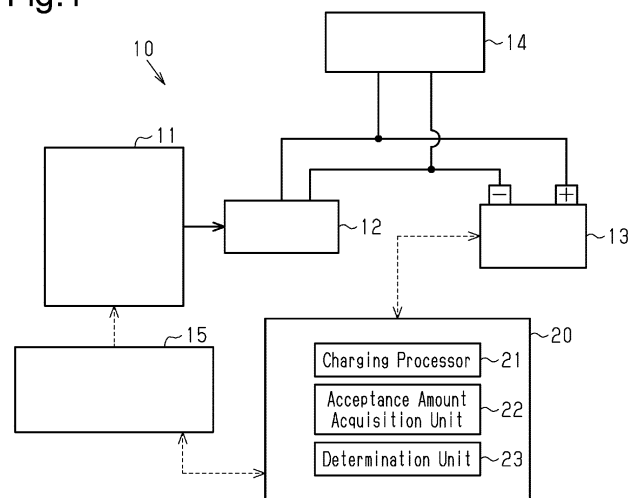 Fig.1
10
14
11
12
− +
13
15
20
Charging Processor
21
Acceptance Amount
Acquisition Unit
22
Determination Unit
23